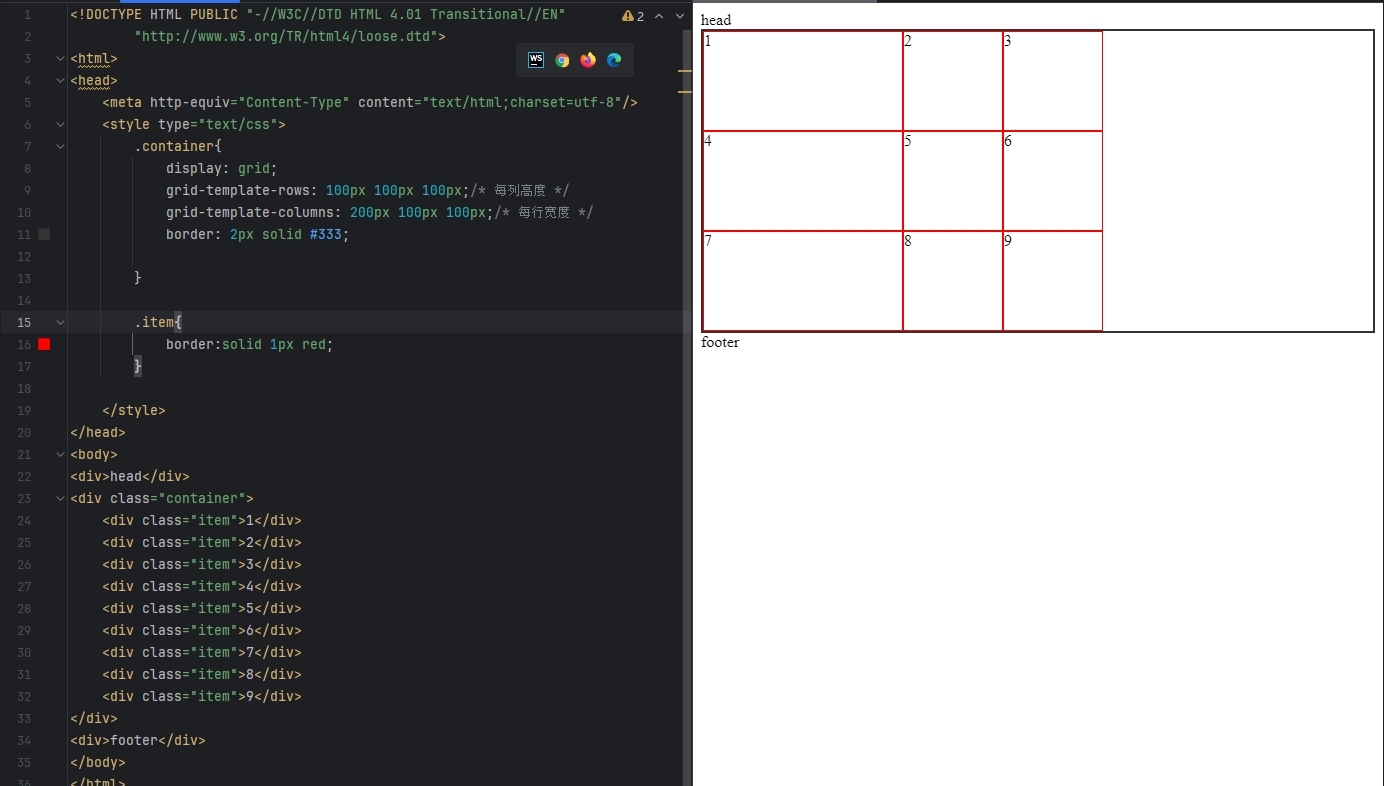 1 <!DOCTYPE HTML PUBLIC "-//W3C//DTD HTML 4.01 Transitional//EN"
2
2 "http://www.w3.org/TR/html4/loose.dtd">
WS
3 <html>
4 <head>
5 <meta http-equiv="Content-Type" content="text/html;charset=utf-8"/>
6 <style type="text/css">
7 .container{
8 display: grid;
9 grid-template-rows: 100px 100px 100px;/* 每列高度 */
10 grid-template-columns: 200px 100px 100px;/* 每行宽度 */
11 border: 2px solid #333;
12
13 }
14
15 .item{
16 border:solid 1px red;
17 }
18
19 </style>
20 </head>
21 <body>
22 <div>head</div>
23 <div class="container">
24 <div class="item">1</div>
25 <div class="item">2</div>
26 <div class="item">3</div>
27 <div class="item">4</div>
28 <div class="item">5</div>
29 <div class="item">6</div>
30 <div class="item">7</div>
31 <div class="item">8</div>
32 <div class="item">9</div>
33 </div>
34 <div>footer</div>
35 </body>
36 </html>
head
1 2 3
4 5 6
7 8 9
footer